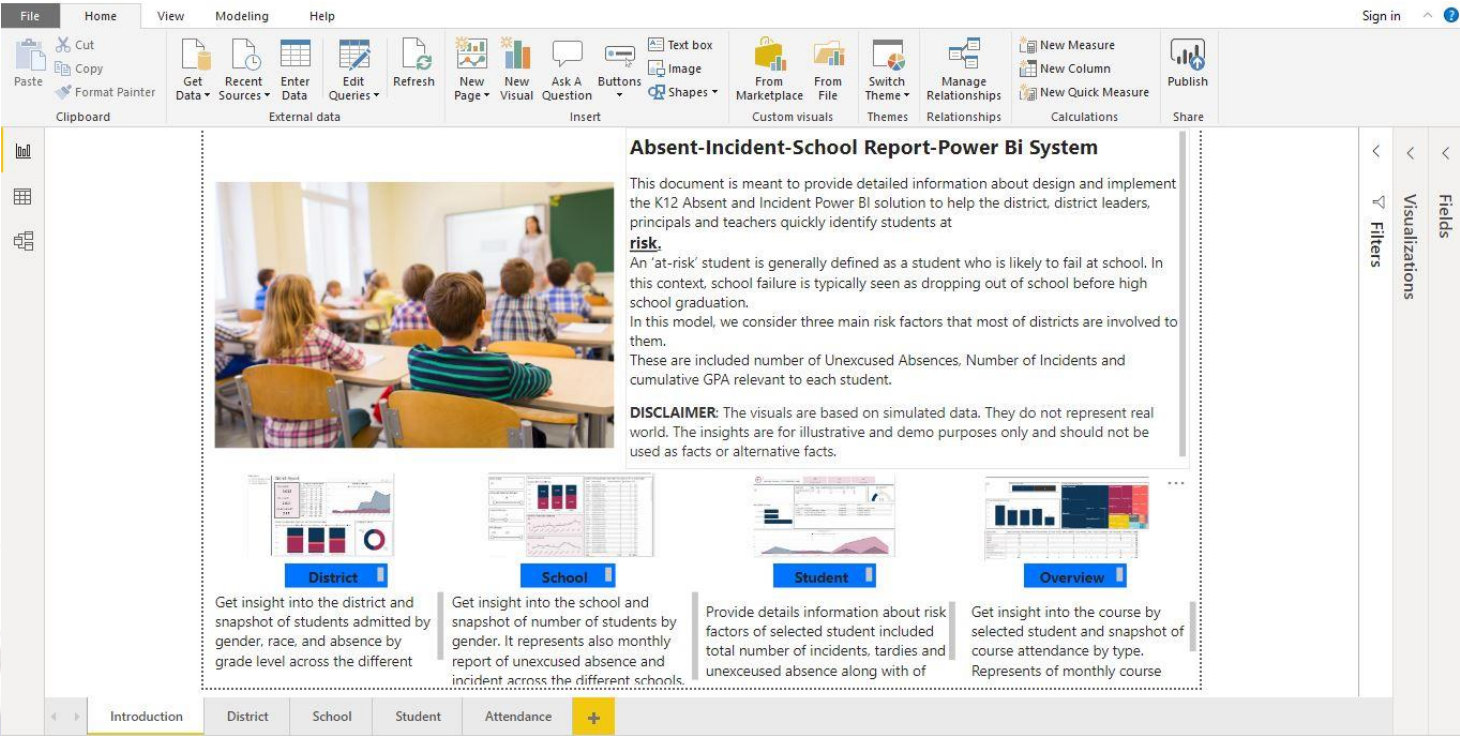 File Home View Modeling Help Sign in
Paste
Cut
Copy
Format Painter
Clipboard
Get Data
Recent Sources
Enter Data
Edit Queries
Refresh
External data
New Page
New Visual
Ask A Question
Buttons
Text box
Image
Shapes
Insert
From Marketplace
From File
Custom visuals
Switch Theme
Themes
Manage Relationships
Relationships
New Measure
New Column
New Quick Measure
Calculations
Publish
Share
Absent-Incident-School Report-Power Bi System
This document is meant to provide detailed information about design and implement
the K12 Absent and Incident Power BI solution to help the district, district leaders,
principals and teachers quickly identify students at
risk.
An 'at-risk' student is generally defined as a student who is likely to fail at school. In
this context, school failure is typically seen as dropping out of school before high
school graduation.
In this model, we consider three main risk factors that most of districts are involved to
them.
These are included number of Unexcused Absences, Number of Incidents and
cumulative GPA relevant to each student.
DISCLAIMER: The visuals are based on simulated data. They do not represent real
world. The insights are for illustrative and demo purposes only and should not be
used as facts or alternative facts.
Filters
Visualizations
Fields
District
Get insight into the district and
snapshot of students admitted by
gender, race, and absence by
grade level across the different
School
Get insight into the school and
snapshot of number of students by
gender. It represents also monthly
report of unexcused absence and
incident across the different schools.
Student
Provide details information about risk
factors of selected student included
total number of incidents, tardies and
unexceused absence along with of
Overview
Get insight into the course by
selected student and snapshot of
course attendance by type.
Represents of monthly course
Introduction District School Student Attendance